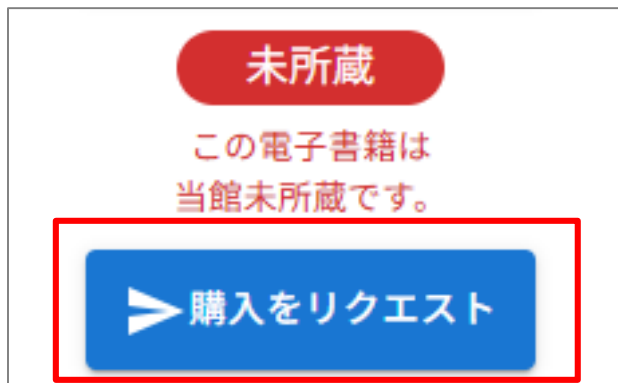 未所蔵
この電子書籍は
当館未所蔵です。
購入をリクエスト